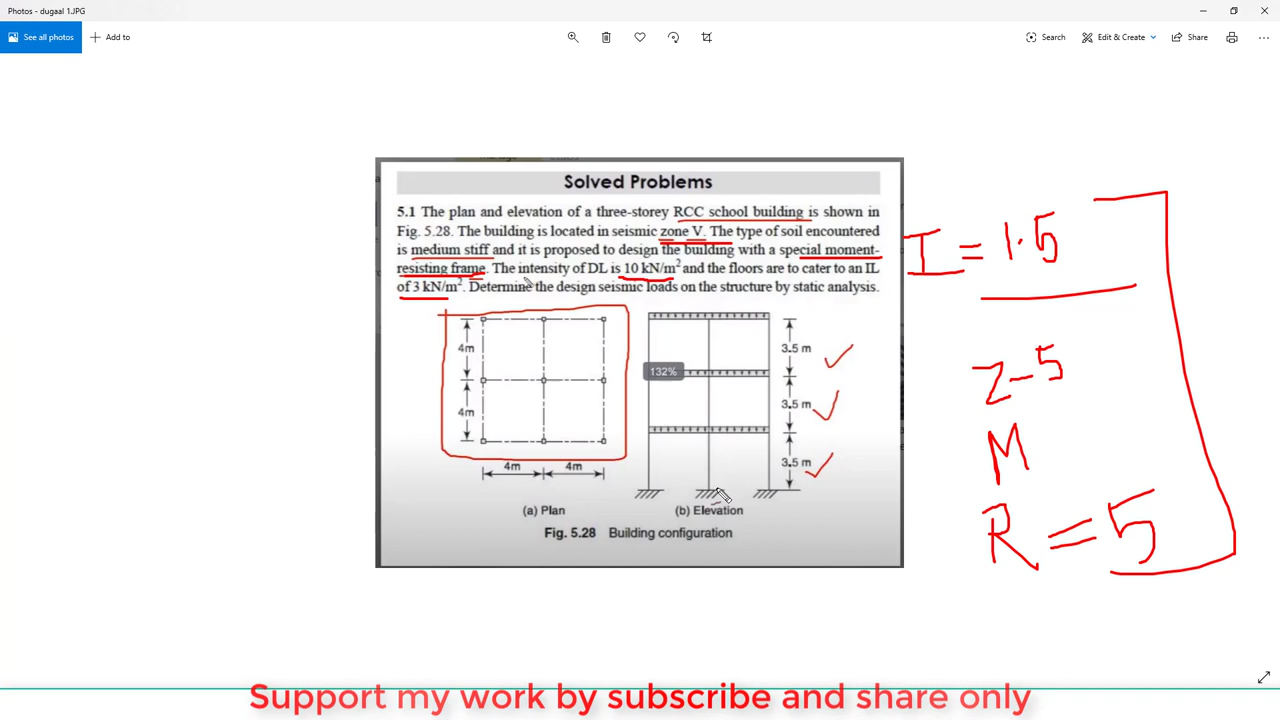 Photos - dugaal 1.JPG
See all photos
Add to
Search
Edit & Create
Share
Solved Problems
5.1 The plan and elevation of a three-storey RCC school building is shown in
Fig. 5.28. The building is located in seismic zone V. The type of soil encountered
is medium stiff and it is proposed to design the building with a special moment-
resisting frame. The intensity of DL is 10 kN/m² and the floors are to cater to an IL
of 3 kN/m². Determine the design seismic loads on the structure by static analysis.
I = 1.5
Z-5
M
R = 5
4m
4m
4m
4m
132%
3.5 m
3.5 m
3.5 m
(a) Plan
(b) Elevation
Fig. 5.28 Building configuration
Support my work by subscribe and share only